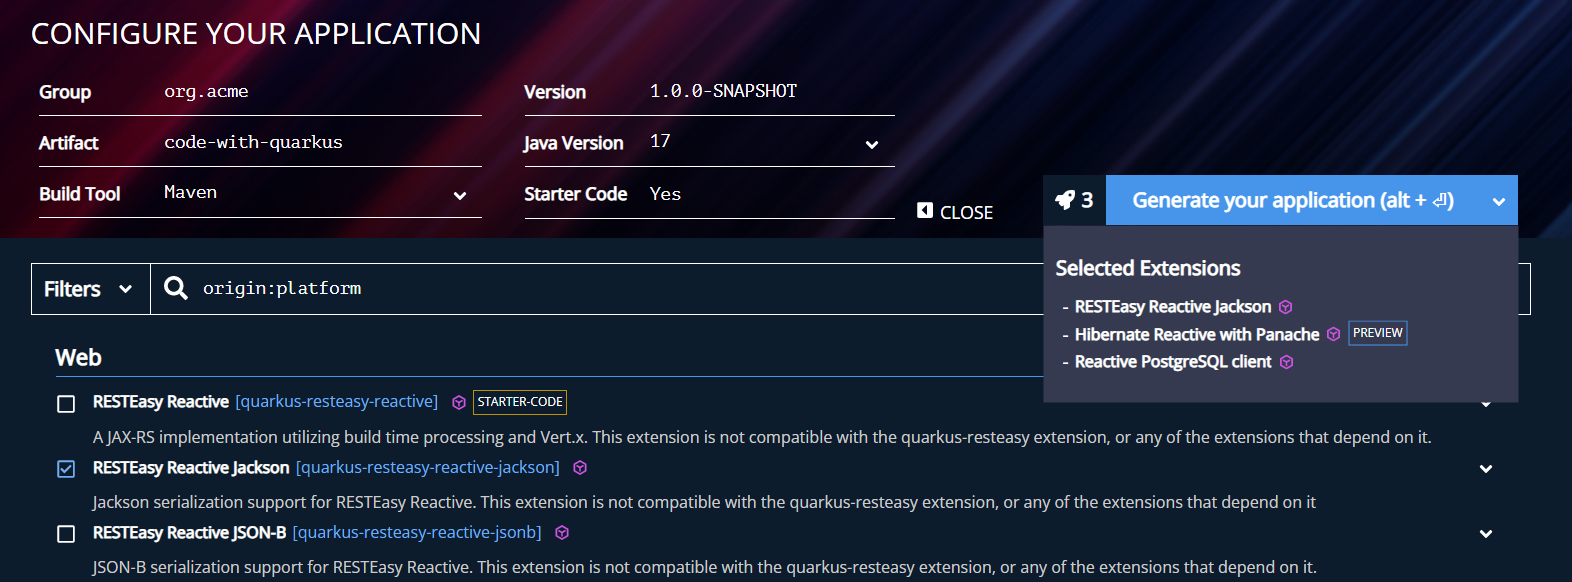 CONFIGURE YOUR APPLICATION
Group org.acme Version 1.0.0-SNAPSHOT
Artifact code-with-quarkus Java Version 17
Build Tool Maven Starter Code Yes
CLOSE
3 Generate your application (alt + ⏎)
Selected Extensions
- RESTEasy Reactive Jackson
- Hibernate Reactive with Panache PREVIEW
- Reactive PostgreSQL client
Filters origin:platform
Web
RESTEasy Reactive [quarkus-resteasy-reactive] STARTER-CODE
A JAX-RS implementation utilizing build time processing and Vert.x. This extension is not compatible with the quarkus-resteasy extension, or any of the extensions that depend on it.
RESTEasy Reactive Jackson [quarkus-resteasy-reactive-jackson]
Jackson serialization support for RESTEasy Reactive. This extension is not compatible with the quarkus-resteasy extension, or any of the extensions that depend on it
RESTEasy Reactive JSON-B [quarkus-resteasy-reactive-jsonb]
JSON-B serialization support for RESTEasy Reactive. This extension is not compatible with the quarkus-resteasy extension, or any of the extensions that depend on it.